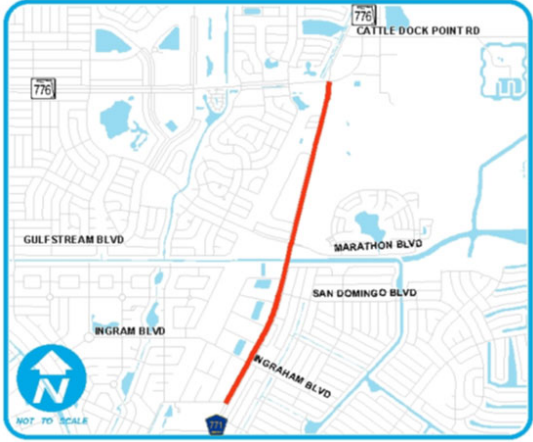 776
CATTLE DOCK POINT RD
776
GULFSTREAM BLVD
MARATHON BLVD
SAN DOMINGO BLVD
INGRAM BLVD
INGRAHAM BLVD
N
NOT TO SCALE
771